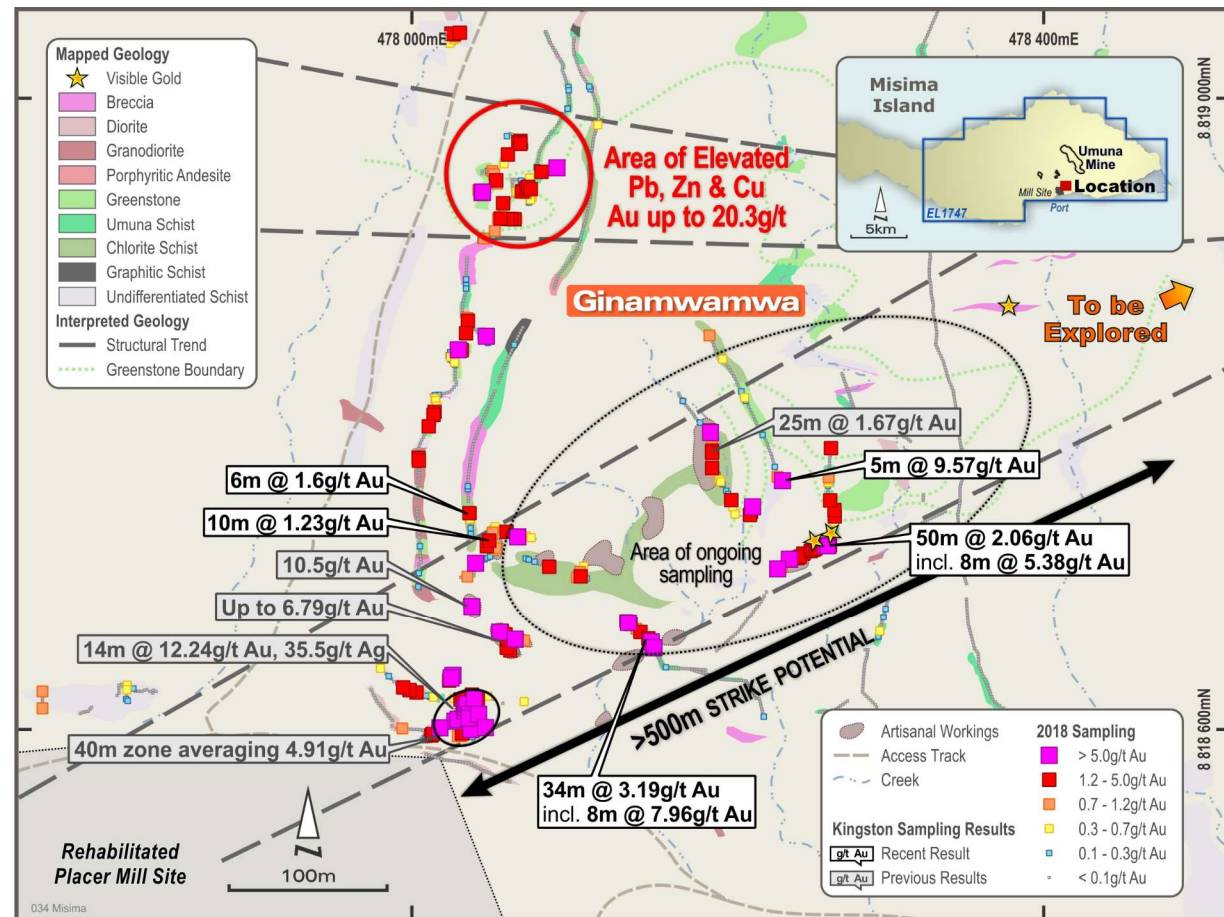 478 000mE
478 400mE
8 819 000mN
8 818 600mN
Mapped Geology
Visible Gold
Breccia
Diorite
Granodiorite
Porphyritic Andesite
Greenstone
Umuna Schist
Chlorite Schist
Graphitic Schist
Undifferentiated Schist
Interpreted Geology
Structural Trend
Greenstone Boundary
Area of Elevated
Pb, Zn & Cu
Au up to 20.3g/t
Misima
Island
Umuna
Mine
Mill Site
Location
EL1747
Port
N
5km
Ginamwamwa
To be
Explored
25m @ 1.67g/t Au
5m @ 9.57g/t Au
6m @ 1.6g/t Au
10m @ 1.23g/t Au
Area of ongoing
sampling
50m @ 2.06g/t Au
incl. 8m @ 5.38g/t Au
10.5g/t Au
Up to 6.79g/t Au
14m @ 12.24g/t Au, 35.5g/t Ag
>500m STRIKE POTENTIAL
40m zone averaging 4.91g/t Au
34m @ 3.19g/t Au
incl. 8m @ 7.96g/t Au
Rehabilitated
Placer Mill Site
N
100m
Artisanal Workings
Access Track
Creek
Kingston Sampling Results
g/t Au
Recent Result
g/t Au
Previous Results
2018 Sampling
> 5.0g/t Au
1.2 - 5.0g/t Au
0.7 - 1.2g/t Au
0.3 - 0.7g/t Au
0.1 - 0.3g/t Au
< 0.1g/t Au
034 Misima